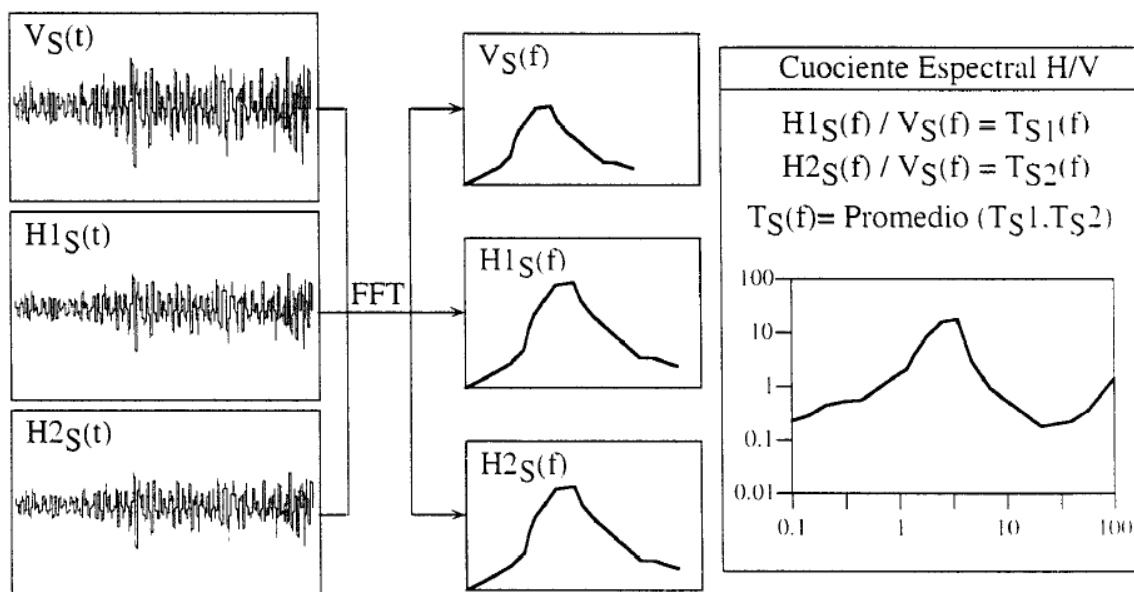 VS(t)
H1S(t)
H2S(t)
FFT
VS(f)
H1S(f)
H2S(f)
Cuociente Espectral H/V
H1S(f) / VS(f) = TS1(f)
H2S(f) / VS(f) = TS2(f)
TS(f)= Promedio (TS1.TS2)
100
10
1
0.1
0.01
0.1 1 10 100